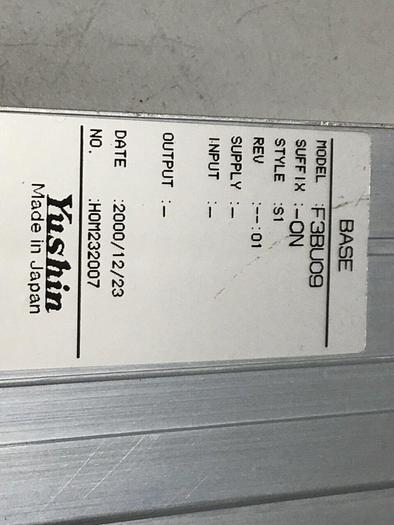 BASE
MODEL :F3BU09
SUFFIX :-0N
STYLE :S1
REV :--:01
SUPPLY :-
INPUT :-
OUTPUT :-
DATE :2000/12/23
NO. :H0M232007
Yushin
Made in Japan